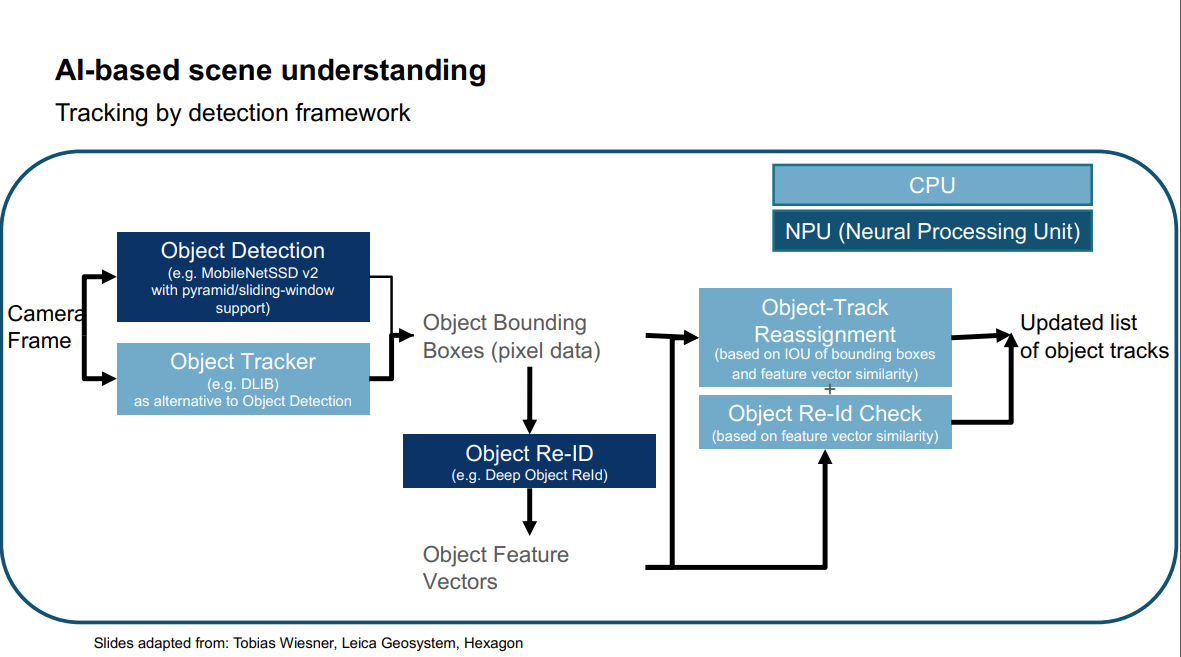 AI-based scene understanding
Tracking by detection framework
CPU
NPU (Neural Processing Unit)
Object Detection
(e.g. MobileNetSSD v2
with pyramid/sliding-window
support)
Camera
Frame
Object Tracker
(e.g. DLIB)
as alternative to Object Detection
Object Bounding
Boxes (pixel data)
Object Re-ID
(e.g. Deep Object ReId)
Object Feature
Vectors
Object-Track
Reassignment
(based on IOU of bounding boxes
and feature vector similarity)
+
Object Re-Id Check
(based on feature vector similarity)
Updated list
of object tracks
Slides adapted from: Tobias Wiesner, Leica Geosystem, Hexagon